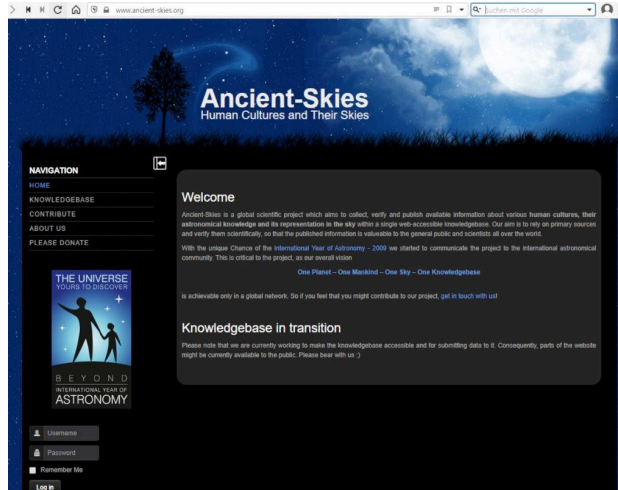 www.ancient-skies.org
Suchen mit Google
Ancient-Skies
Human Cultures and Their Skies
NAVIGATION
HOME
KNOWLEDGEBASE
CONTRIBUTE
ABOUT US
PLEASE DONATE
THE UNIVERSE
YOURS TO DISCOVER
BEYOND
INTERNATIONAL YEAR OF
ASTRONOMY
Username
Password
Remember Me
Log in
Welcome
Ancient-Skies is a global scientific project which aims to collect, verify and publish available information about various human cultures, their
astronomical knowledge and its representation in the sky within a single web-accessible knowledgebase. Our aim is to rely on primary sources
and verify them scientifically, so that the published information is valueable to the general public and scientists all over the world.
With the unique Chance of the International Year of Astronomy - 2009 we started to communicate the project to the international astronomical
community. This is critical to the project, as our overall vision
One Planet – One Mankind – One Sky – One Knowledgebase
is achievable only in a global network. So if you feel that you might contribute to our project, get in touch with us!
Knowledgebase in transition
Please note that we are currently working to make the knowledgebase accessible and for submitting data to it. Consequently, parts of the website
might be currently available to the public. Please bear with us :)